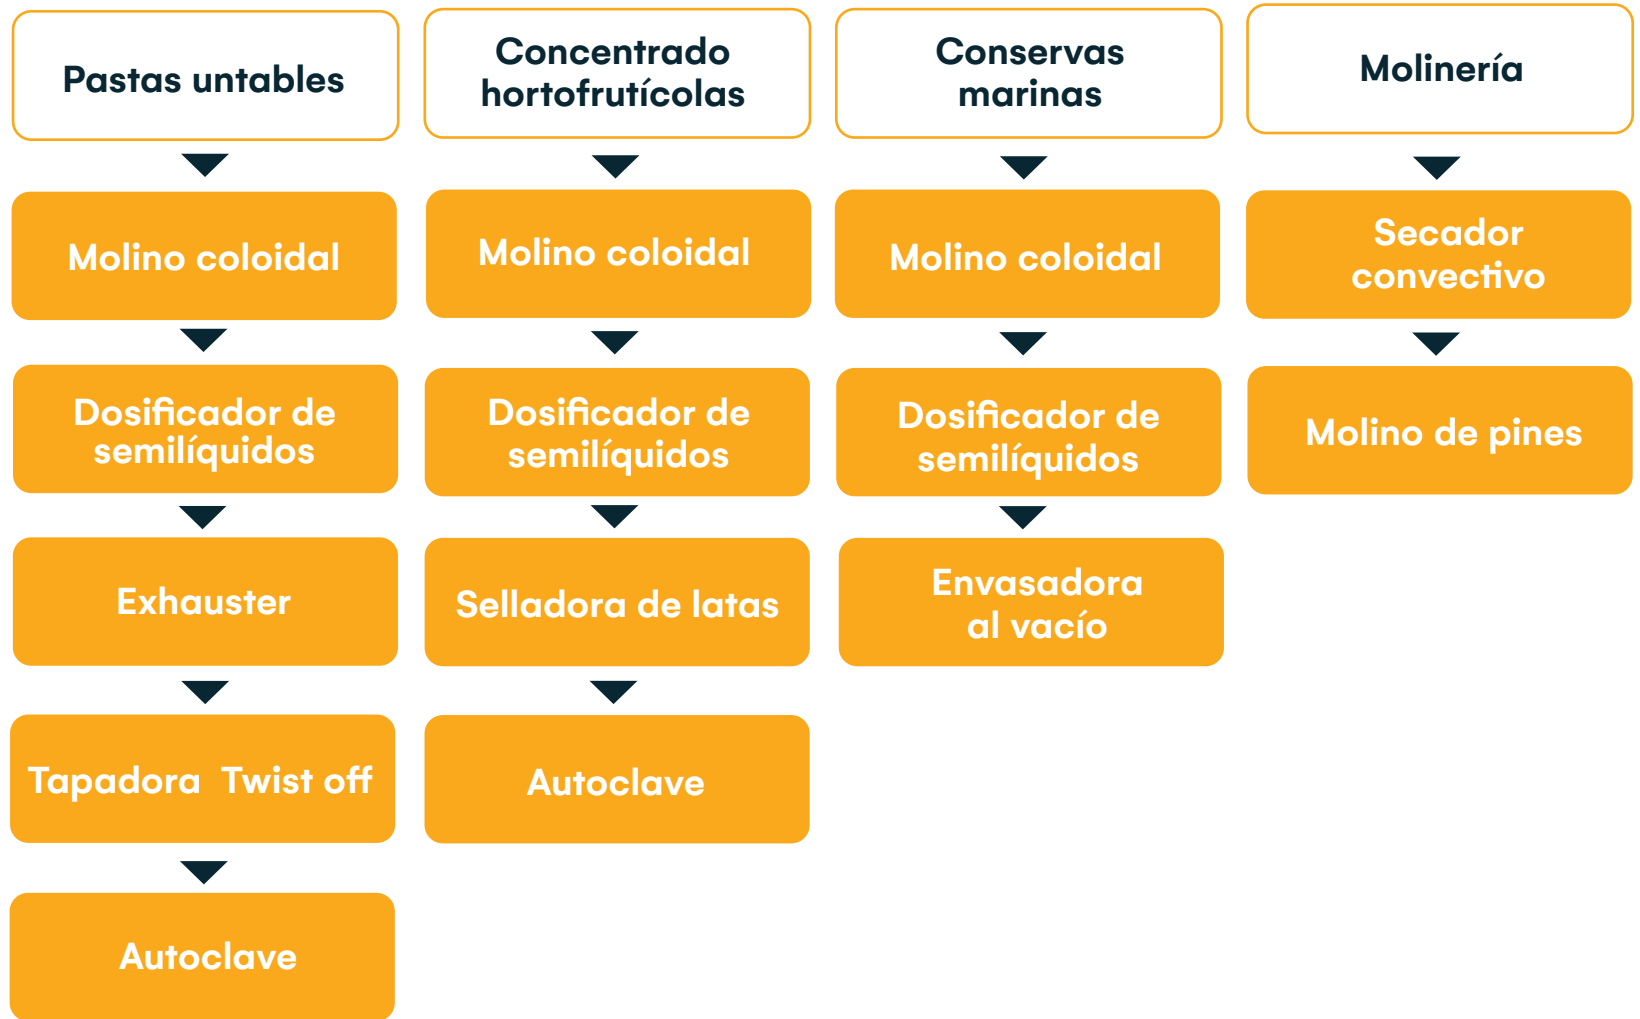 Pastas untables
Molino coloidal
Dosificador de
semilíquidos
Exhauster
Tapadora Twist off
Autoclave
Concentrado
hortofrutícolas
Molino coloidal
Dosificador de
semilíquidos
Selladora de latas
Autoclave
Conservas
marinas
Molino coloidal
Dosificador de
semilíquidos
Envasadora
al vacío
Molinería
Secador
convectivo
Molino de pines